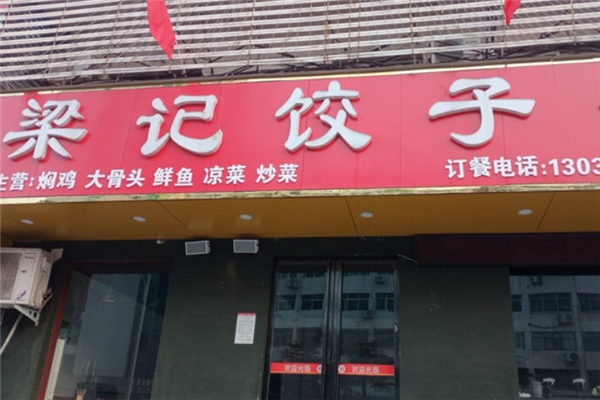 梁记饺子
主营:焖鸡 大骨头 鲜鱼 凉菜 炒菜
订餐电话:1303
欢迎光临
欢迎光临